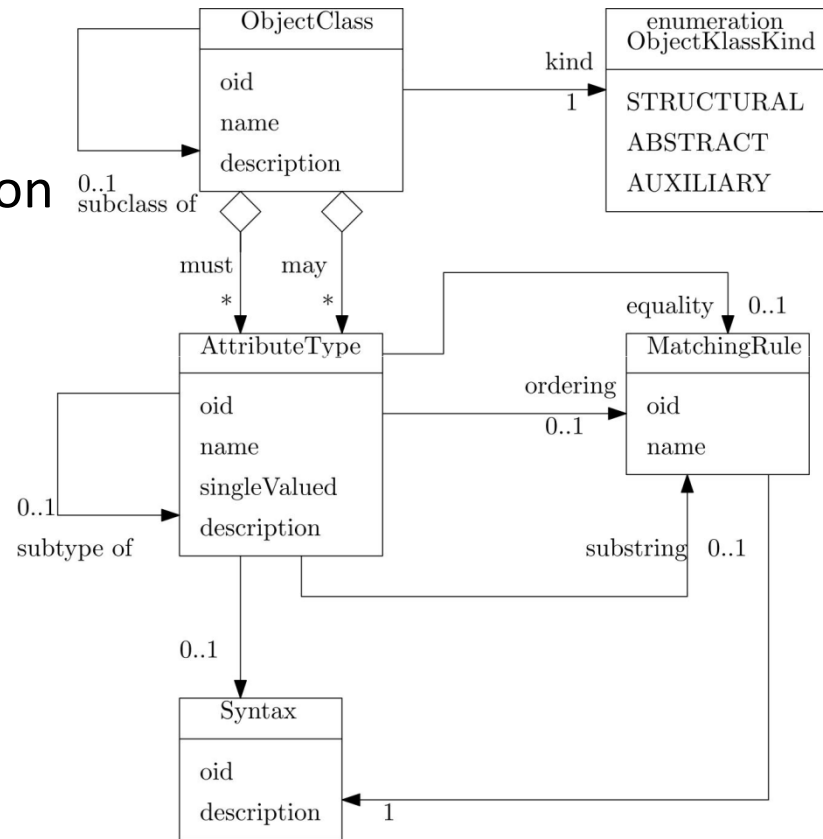 ObjectClass
oid
name
description
enumeration
ObjectKlassKind
STRUCTURAL
ABSTRACT
AUXILIARY
kind
1
on
0..1
subclass of
must
*
may
*
AttributeType
oid
name
singleValued
description
equality 0..1
ordering
0..1
MatchingRule
oid
name
0..1
subtype of
substring 0..1
0..1
Syntax
oid
description
1